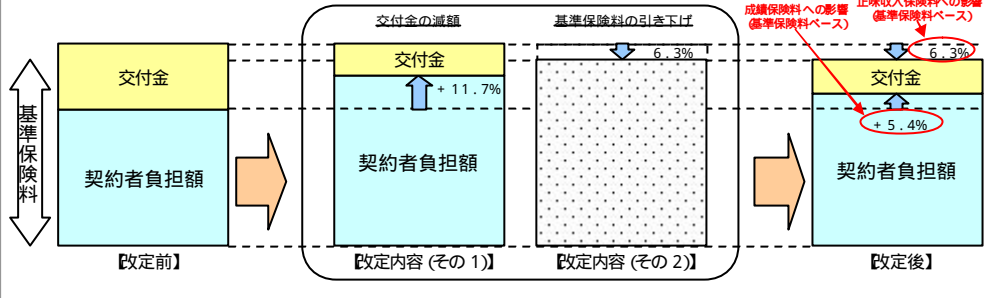 交付金の減額
基準保険料の引き下げ
成績保険料への影響
(基準保険料ベース)
正味収入保険料への影響
(基準保険料ベース)
基準保険料
交付金
契約者負担額
【改定前】
交付金
+ 11.7%
契約者負担額
【改定内容(その1)】
6.3%
【改定内容(その2)】
6.3%
交付金
+ 5.4%
契約者負担額
【改定後】